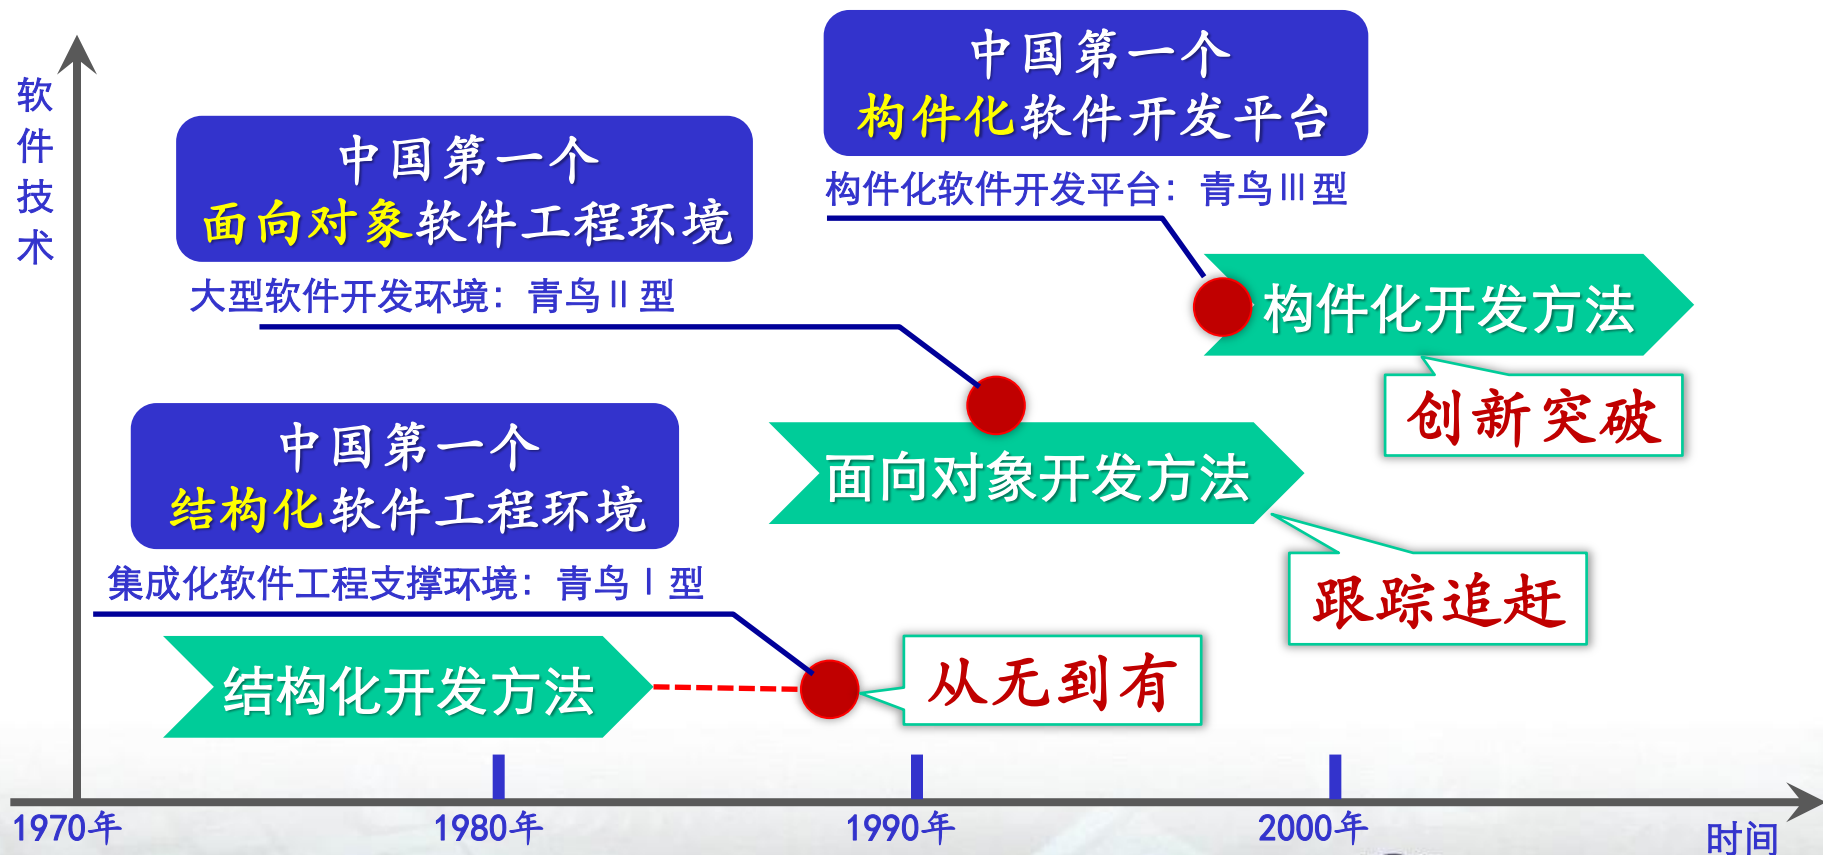 软件技术
中国第一个
构件化软件开发平台
构件化软件开发平台：青鸟Ⅲ型
中国第一个
面向对象软件工程环境
大型软件开发环境：青鸟Ⅱ型
构件化开发方法
创新突破
中国第一个
结构化软件工程环境
集成化软件工程支撑环境：青鸟Ⅰ型
面向对象开发方法
跟踪追赶
结构化开发方法
从无到有
1970年
1980年
1990年
2000年
时间